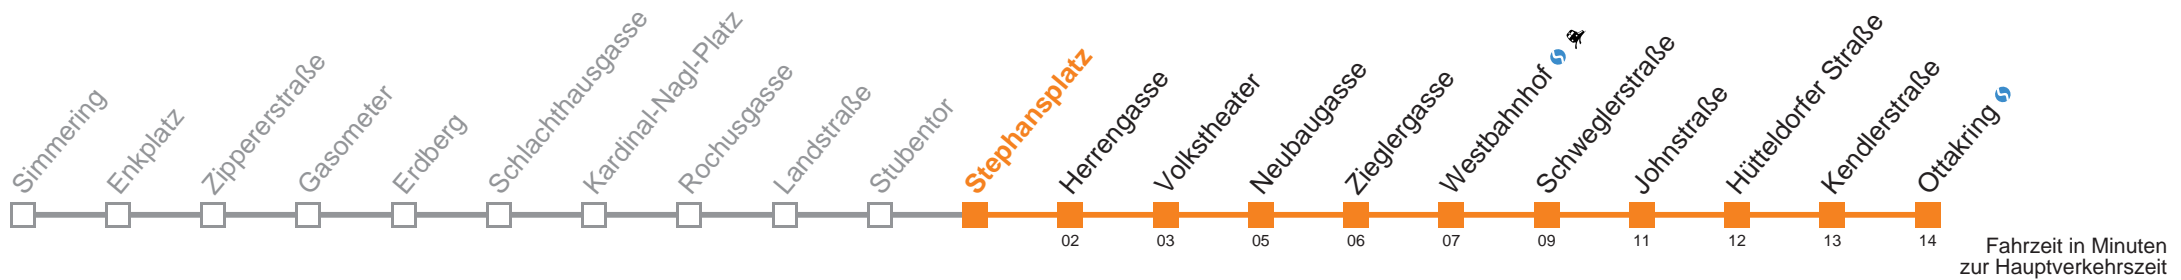 Simmering
Enkplatz
Zippererstraße
Gasometer
Erdberg
Schlachthausgasse
Kardinal-Nagl-Platz
Rochusgasse
Landstraße
Stubentor
Stephansplatz
Herrengasse
Volkstheater
Neubaugasse
Zieglergasse
Westbahnhof
Schweglerstraße
Johnstraße
Hütteldorfer Straße
Kendlerstraße
Ottakring
02 03 05 06 07 09 11 12 13 14
Fahrzeit in Minuten
zur Hauptverkehrszeit